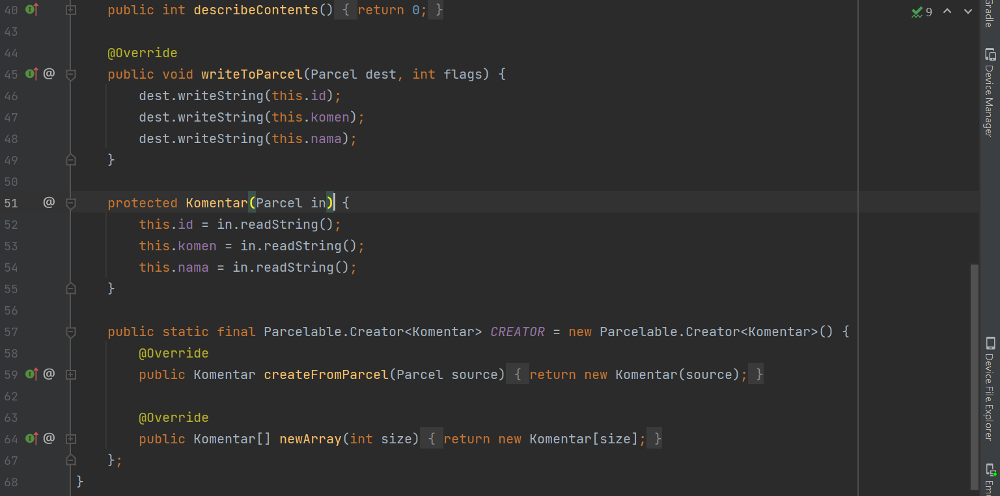 40 public int describeContents() { return 0; }
43
44 @Override
45 @ public void writeToParcel(Parcel dest, int flags) {
46 dest.writeString(this.id);
47 dest.writeString(this.komen);
48 dest.writeString(this.nama);
49 }
50
51 @ protected Komentar(Parcel in) {
52 this.id = in.readString();
53 this.komen = in.readString();
54 this.nama = in.readString();
55 }
56
57 public static final Parcelable.Creator<Komentar> CREATOR = new Parcelable.Creator<Komentar>() {
58 @Override
59 @ public Komentar createFromParcel(Parcel source) { return new Komentar(source); }
62
63 @Override
64 @ public Komentar[] newArray(int size) { return new Komentar[size]; }
67 };
68 }
9
Gradle
Device Manager
Device File Explorer
Em